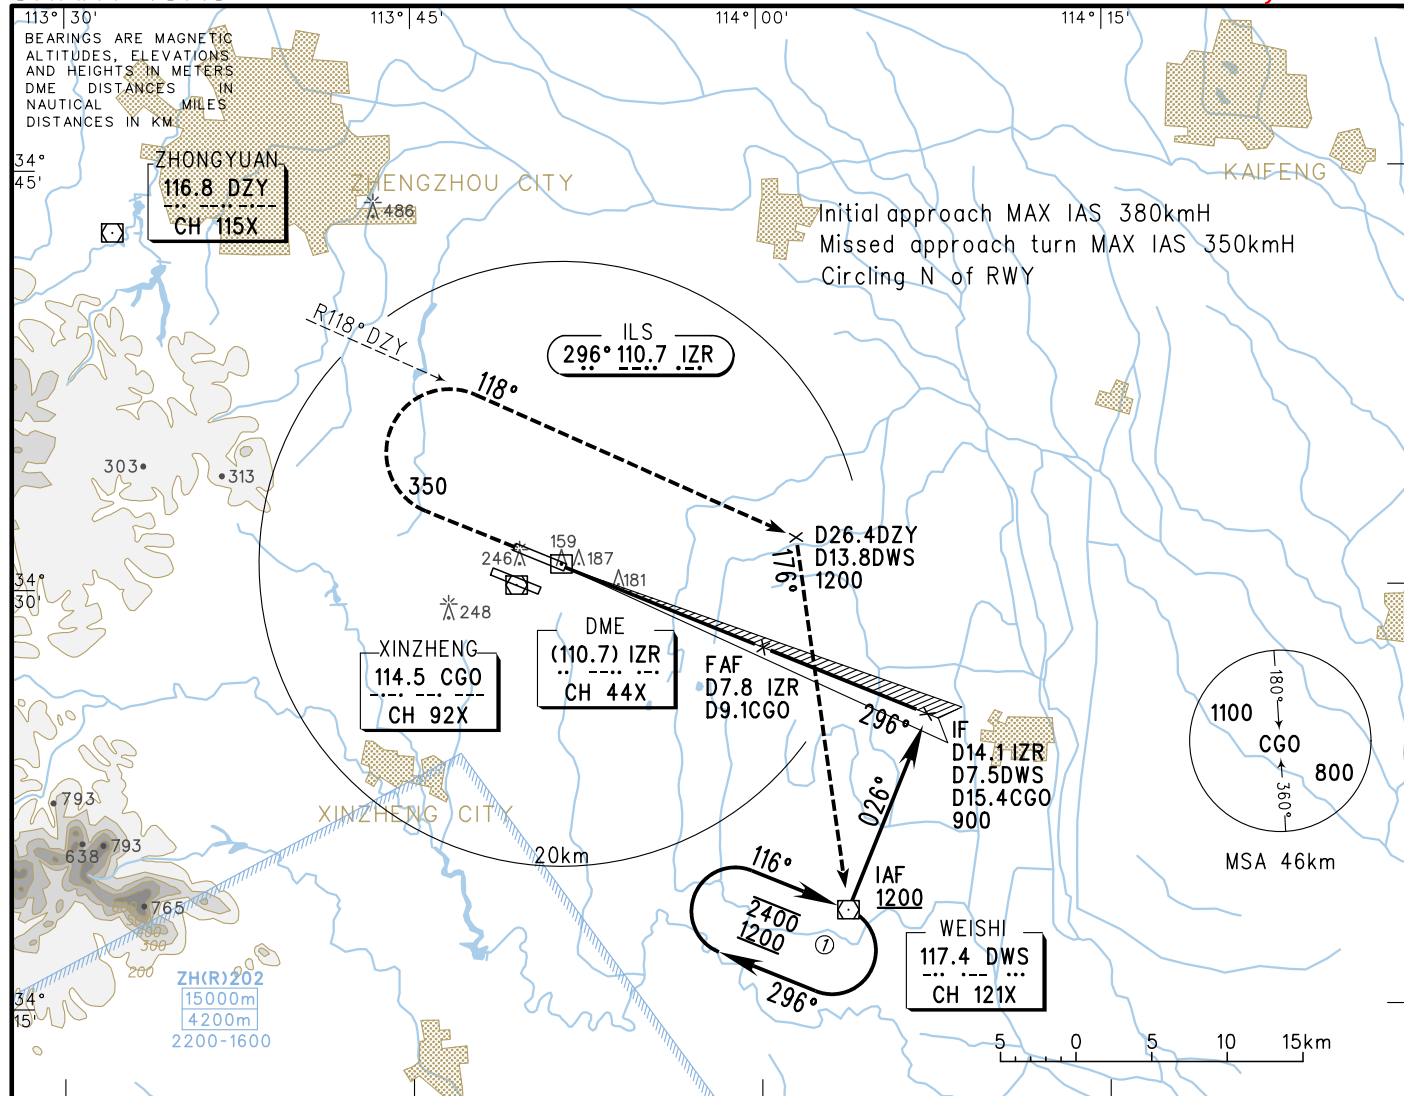 113° 30'
113° 45'
114° 00'
114° 15'
BEARINGS ARE MAGNETIC
ALTITUDES, ELEVATIONS
AND HEIGHTS IN METERS
DME DISTANCES IN
NAUTICAL MILES
DISTANCES IN KM
34°
45'
ZHONGYUAN
116.8 DZY
CH 115X
ZHENGZHOU CITY
486
KAIFENG
Initial approach MAX IAS 380kmH
Missed approach turn MAX IAS 350kmH
Circling N of RWY
R118° DZY
ILS
296° 110.7 IZR
118°
303
313
350
D26.4DZY
D13.8DWS
1200
176°
159
246
187
181
34°
30'
248
XINZHENG
114.5 CGO
CH 92X
DME
(110.7) IZR
CH 44X
FAF
D7.8 IZR
D9.1CGO
296°
IF
D14.1 IZR
D7.5DWS
D15.4CGO
900
026°
180°
1100
CGO
800
360°
MSA 46km
793
638
793
765
XINZHENG CITY
20km
116°
2400
1200
1
296°
IAF
1200
WEISHI
117.4 DWS
CH 121X
300
200
ZH(R)202
15000m
4200m
2200-1600
34°
15'
5 0 5 10 15km